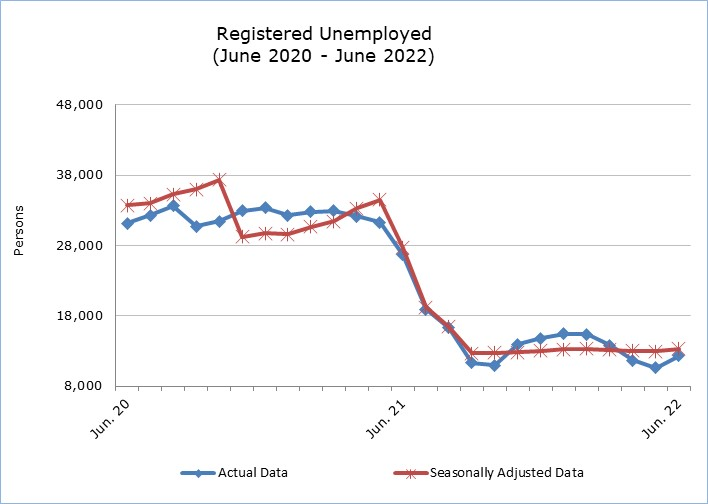 Registered Unemployed
(June 2020 - June 2022)
48,000
38,000
28,000
18,000
8,000
Persons
Jun. 20
Jun. 21
Jun. 22
Actual Data
Seasonally Adjusted Data